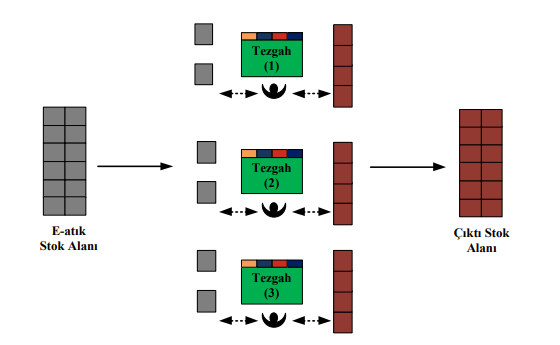 Tezgah
(1)
Tezgah
(2)
E-atık
Stok Alanı
Çıktı Stok
Alanı
Tezgah
(3)